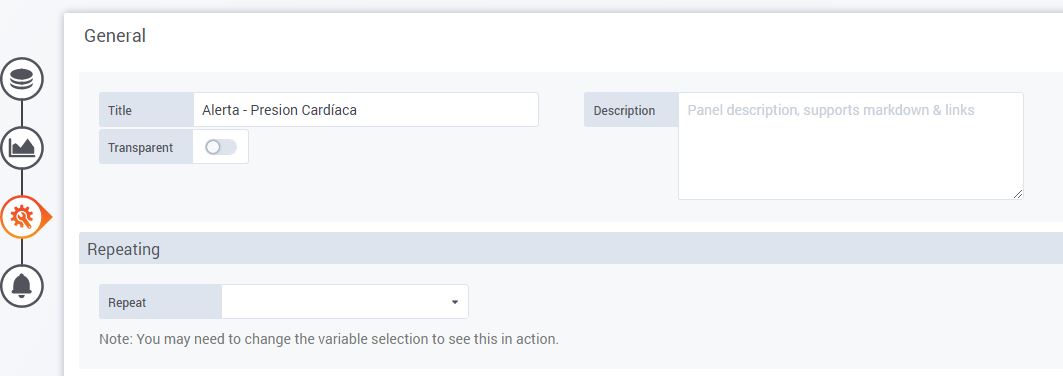 General
Title
Alerta - Presion Cardíaca
Description
Panel description, supports markdown & links
Transparent
Repeating
Repeat
Note: You may need to change the variable selection to see this in action.